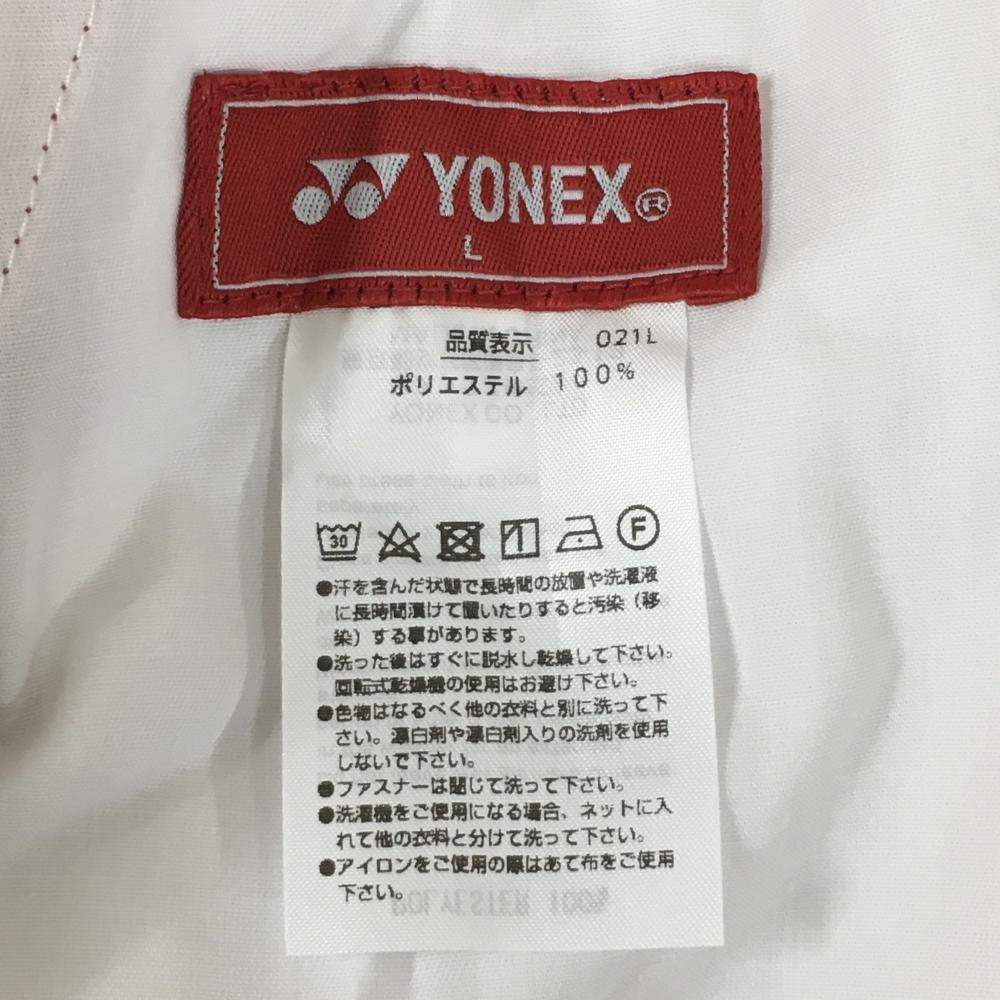 YONEX®
L
品質表示 021L
ポリエステル 100%
30
F
●汗を含んだ状態で長時間の放置や洗濯液
に長時間漬けて置いたりすると汚染（移
染）する事があります。
●洗った後はすぐに脱水し乾燥して下さい。
回転式乾燥機の使用はお避け下さい。
●色物はなるべく他の衣料と別に洗って下
さい。漂白剤や漂白剤入りの洗剤を使用
しないで下さい。
●ファスナーは閉じて洗って下さい。
●洗濯機をご使用になる場合、ネットに入
れて他の衣料と分けて洗って下さい。
●アイロンをご使用の際はあて布をご使用
下さい。
POLYESTER 100%